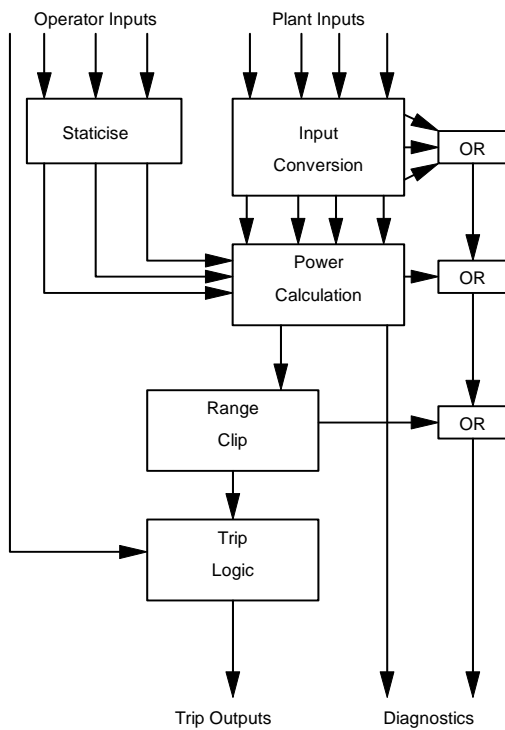 Operator Inputs
Plant Inputs
Staticise
Input
Conversion
OR
Power
Calculation
OR
Range
Clip
OR
Trip
Logic
Trip Outputs
Diagnostics